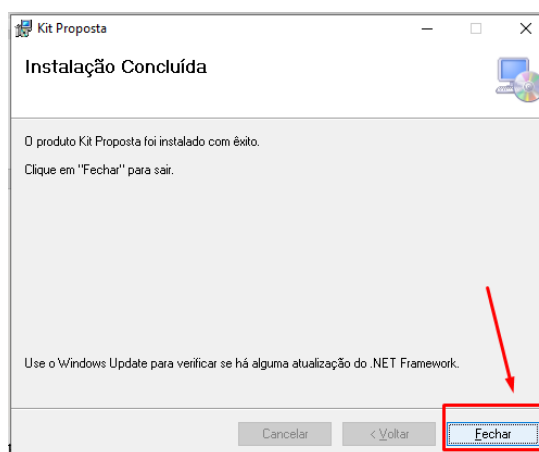 Kit Proposta
Instalação Concluída
O produto Kit Proposta foi instalado com êxito.
Clique em "Fechar" para sair.
Use o Windows Update para verificar se há alguma atualização do .NET Framework.
Cancelar < Voltar Fechar